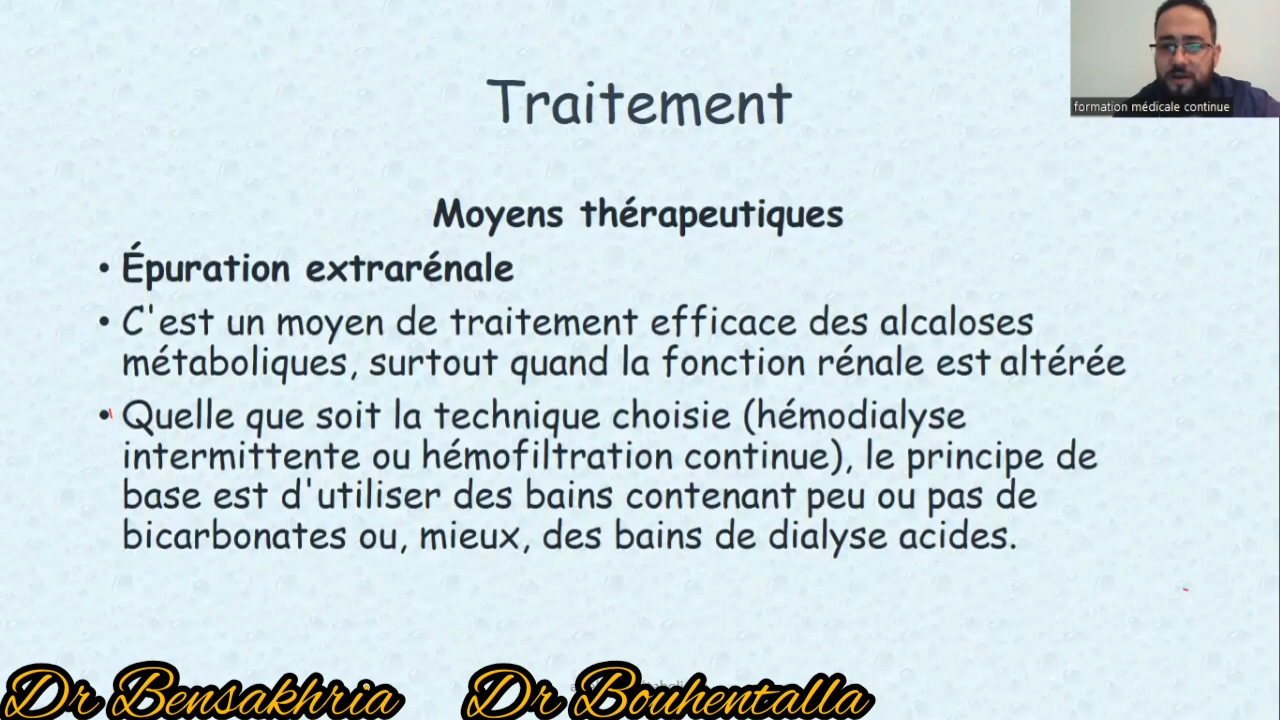 Traitement
formation médicale continue
Moyens thérapeutiques
• Épuration extrarénale
• C'est un moyen de traitement efficace des alcaloses
métaboliques, surtout quand la fonction rénale est altérée
• Quelle que soit la technique choisie (hémodialyse
intermittente ou hémofiltration continue), le principe de
base est d'utiliser des bains contenant peu ou pas de
bicarbonates ou, mieux, des bains de dialyse acides.
Dr Bensakhria Dr Bouhentalla